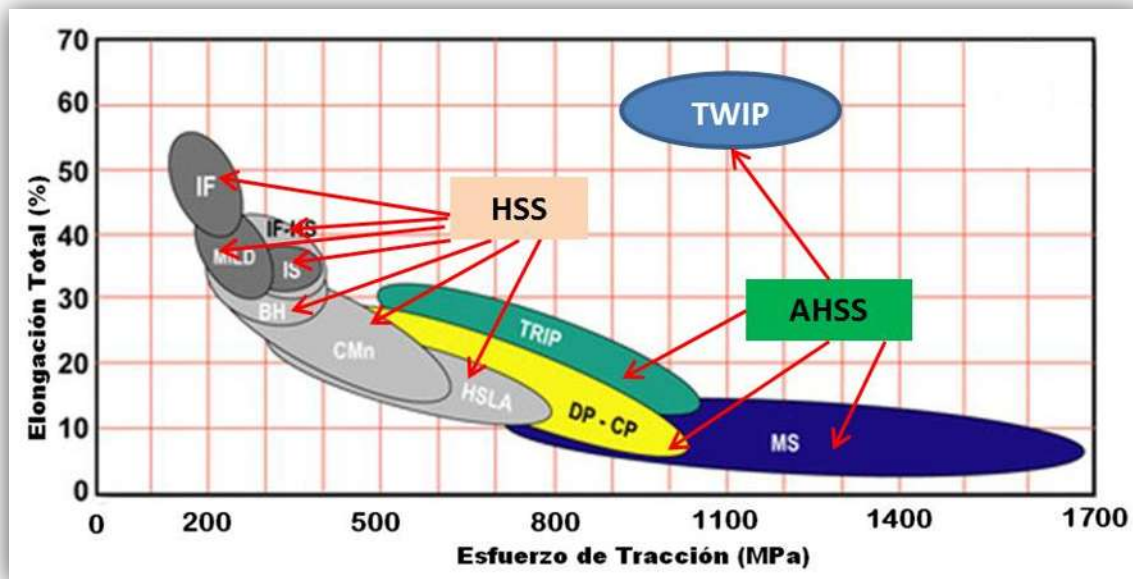 70
60
50
40
30
20
10
0
Elongación Total (%)
TWIP
IF
HSS
IF-HS
MILD
IS
BH
AHSS
TRIP
CMn
HSLA
DP - CP
MS
0 200 500 800 1100 1400 1700
Esfuerzo de Tracción (MPa)